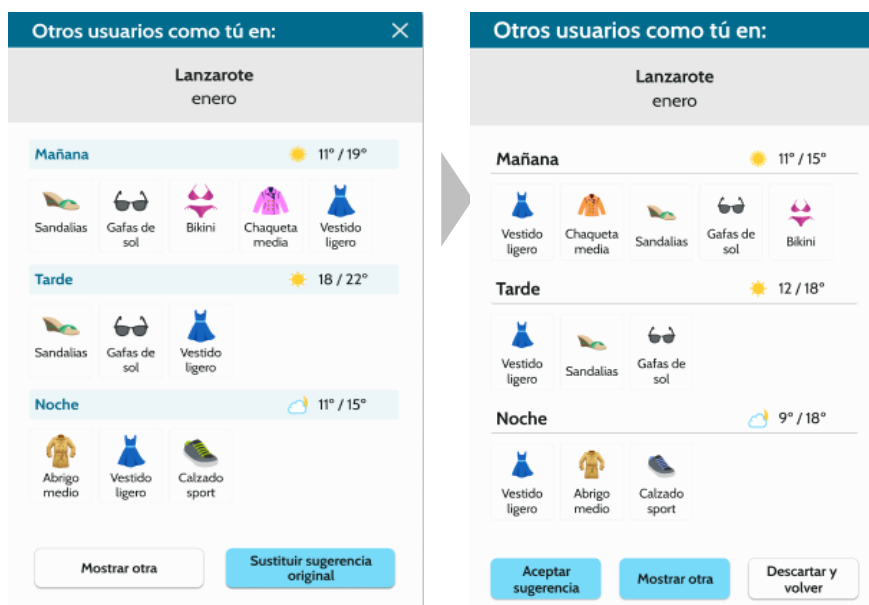 Otros usuarios como tú en:
Lanzarote
enero
Mañana
11° / 19°
Sandalias
Gafas de
sol
Bikini
Chaqueta
media
Vestido
ligero
Tarde
18 / 22°
Sandalias
Gafas de
sol
Vestido
ligero
Noche
11° / 15°
Abrigo
medio
Vestido
ligero
Calzado
sport
Mostrar otra
Sustituir sugerencia
original
Otros usuarios como tú en:
Lanzarote
enero
Mañana
11° / 15°
Vestido
ligero
Chaqueta
media
Sandalias
Gafas de
sol
Bikini
Tarde
12 / 18°
Vestido
ligero
Sandalias
Gafas de
sol
Noche
9° / 18°
Vestido
ligero
Abrigo
medio
Calzado
sport
Aceptar
sugerencia
Mostrar otra
Descartar y
volver